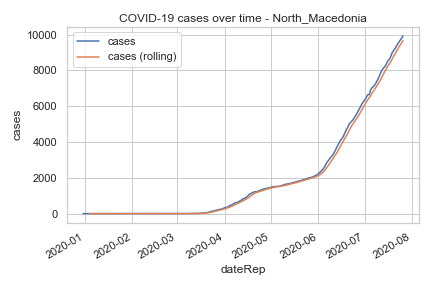 COVID-19 cases over time - North_Macedonia
cases
cases (rolling)
10000
8000
6000
4000
2000
0
cases
2020-01
2020-02
2020-03
2020-04
2020-05
2020-06
2020-07
2020-08
dateRep